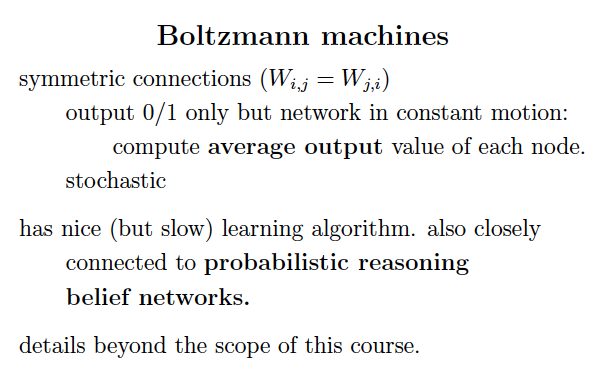 Boltzmann machines
symmetric connections (W_{i,j} = W_{j,i})
output 0/1 only but network in constant motion:
compute average output value of each node.
stochastic
has nice (but slow) learning algorithm. also closely
connected to probabilistic reasoning
belief networks.
details beyond the scope of this course.